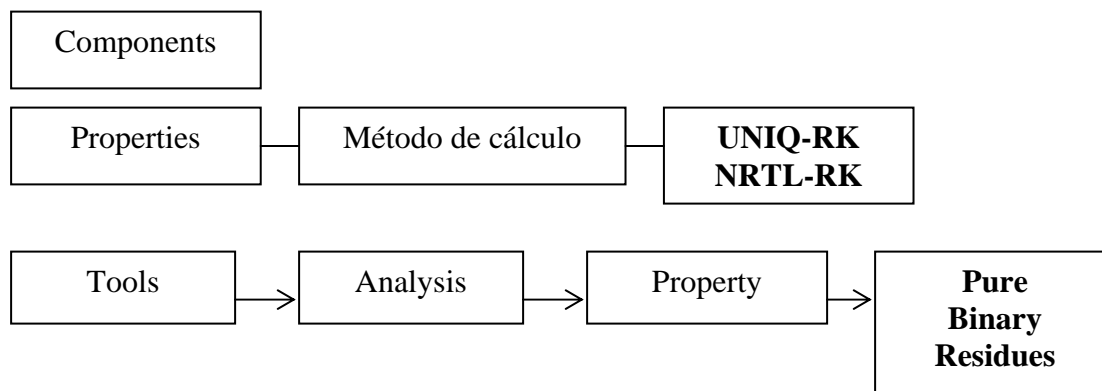 Components
Properties
Método de cálculo
UNIQ-RK
NRTL-RK
Tools
Analysis
Property
Pure
Binary
Residues